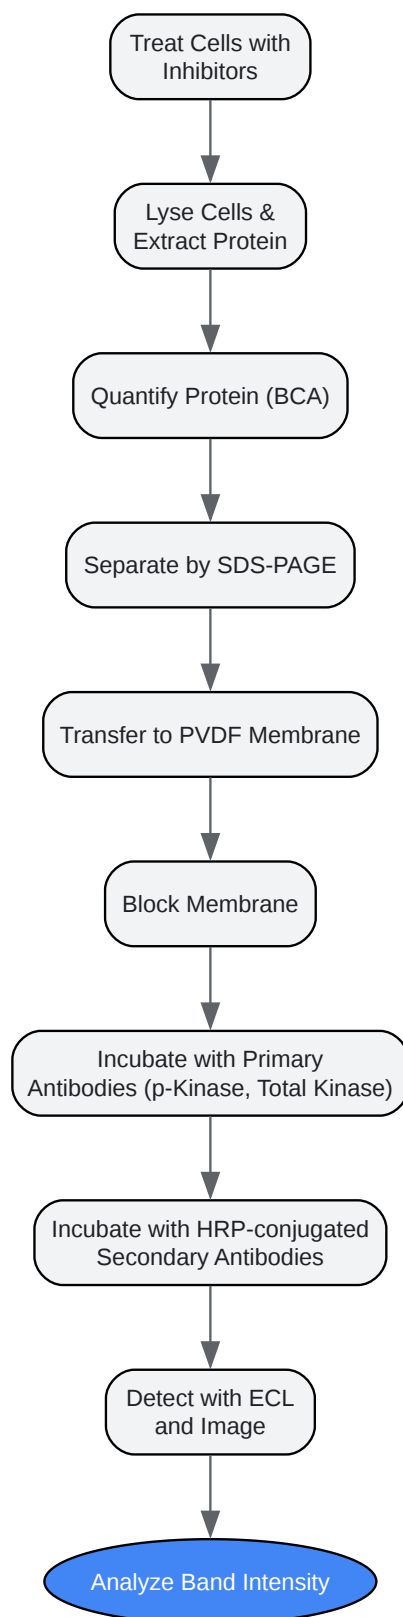 Treat Cells with
Inhibitors
Lyse Cells &
Extract Protein
Quantify Protein (BCA)
Separate by SDS-PAGE
Transfer to PVDF Membrane
Block Membrane
Incubate with Primary
Antibodies (p-Kinase, Total Kinase)
Incubate with HRP-conjugated
Secondary Antibodies
Detect with ECL
and Image
Analyze Band Intensity